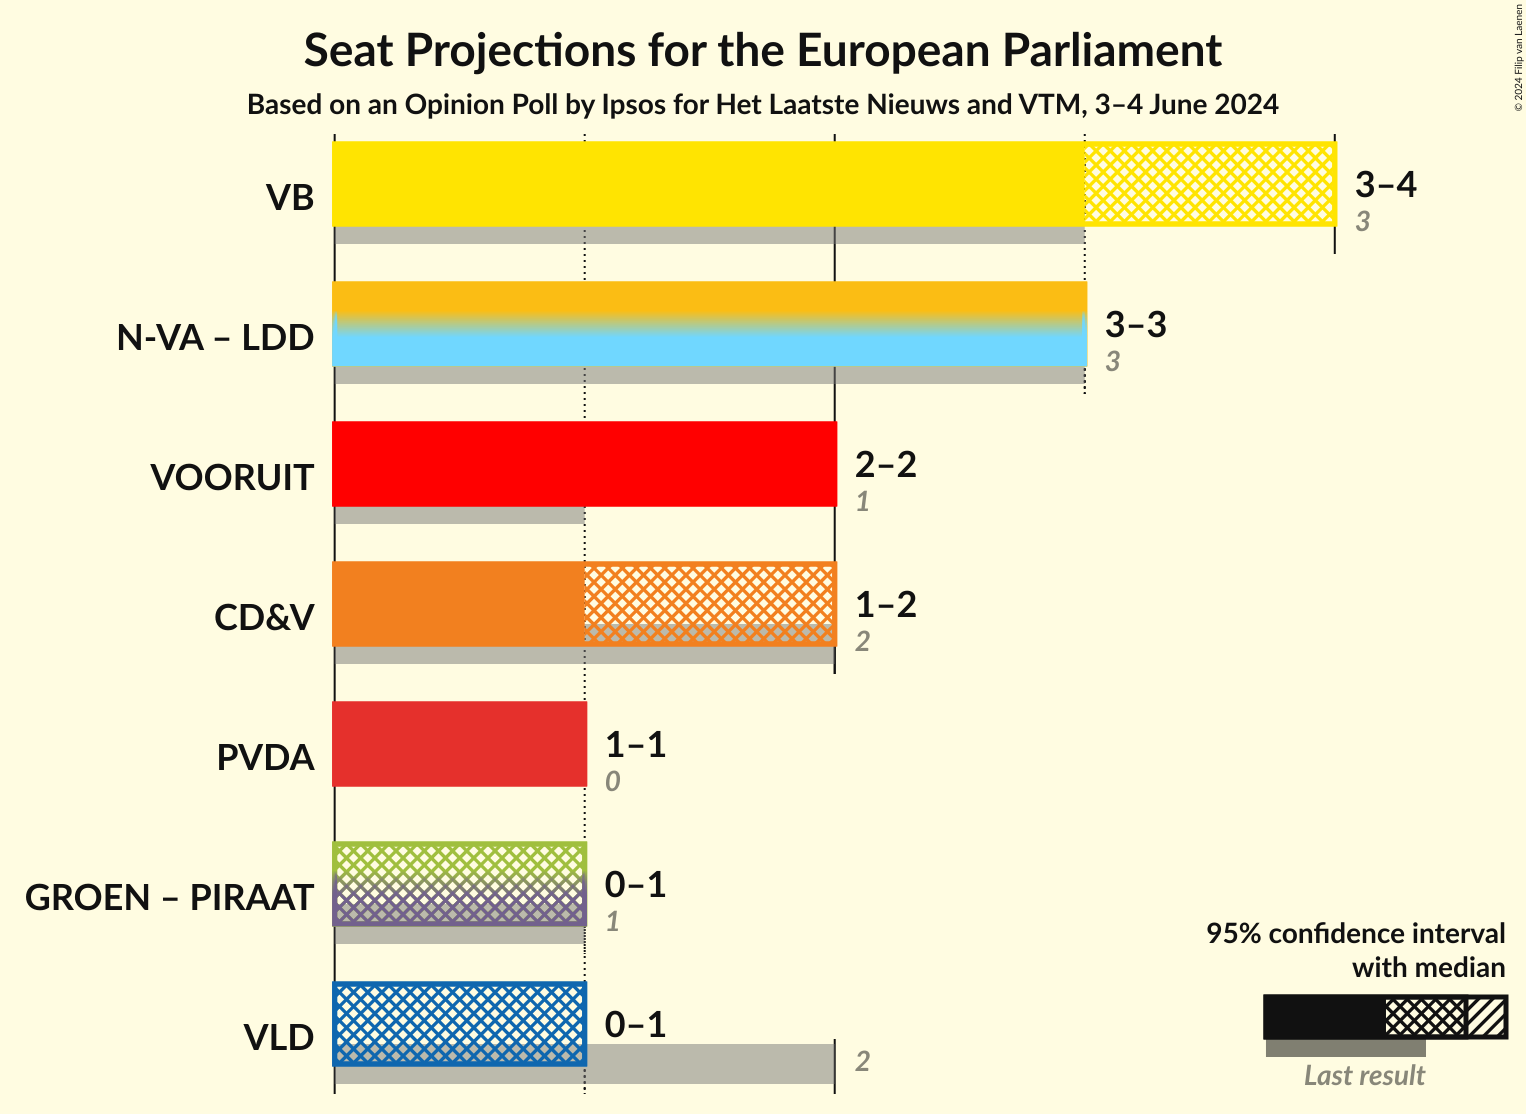 Seat Projections for the European Parliament
Based on an Opinion Poll by Ipsos for Het Laatste Nieuws and VTM, 3–4 June 2024
© 2024 Filip van Laenen
VB
3–4
3
N-VA – LDD
3–3
3
VOORUIT
2–2
1
CD&V
1–2
2
PVDA
1–1
0
GROEN – PIRAAT
0–1
1
VLD
0–1
2
95% confidence interval
with median
Last result